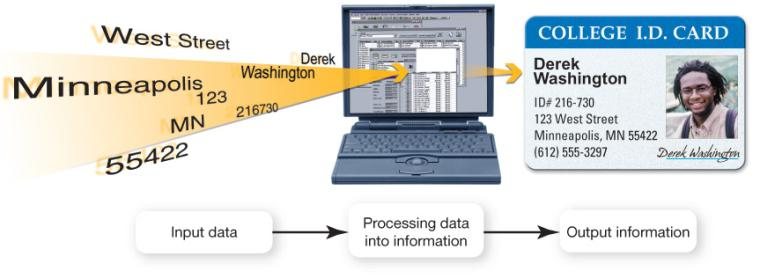 West Street
Derek
Washington
Minneapolis
123
216730
MN
55422
COLLEGE I.D. CARD
Derek
Washington
ID# 216-730
123 West Street
Minneapolis, MN 55422
(612) 555-3297
Derek Washington
Input data
Processing data
into information
Output information